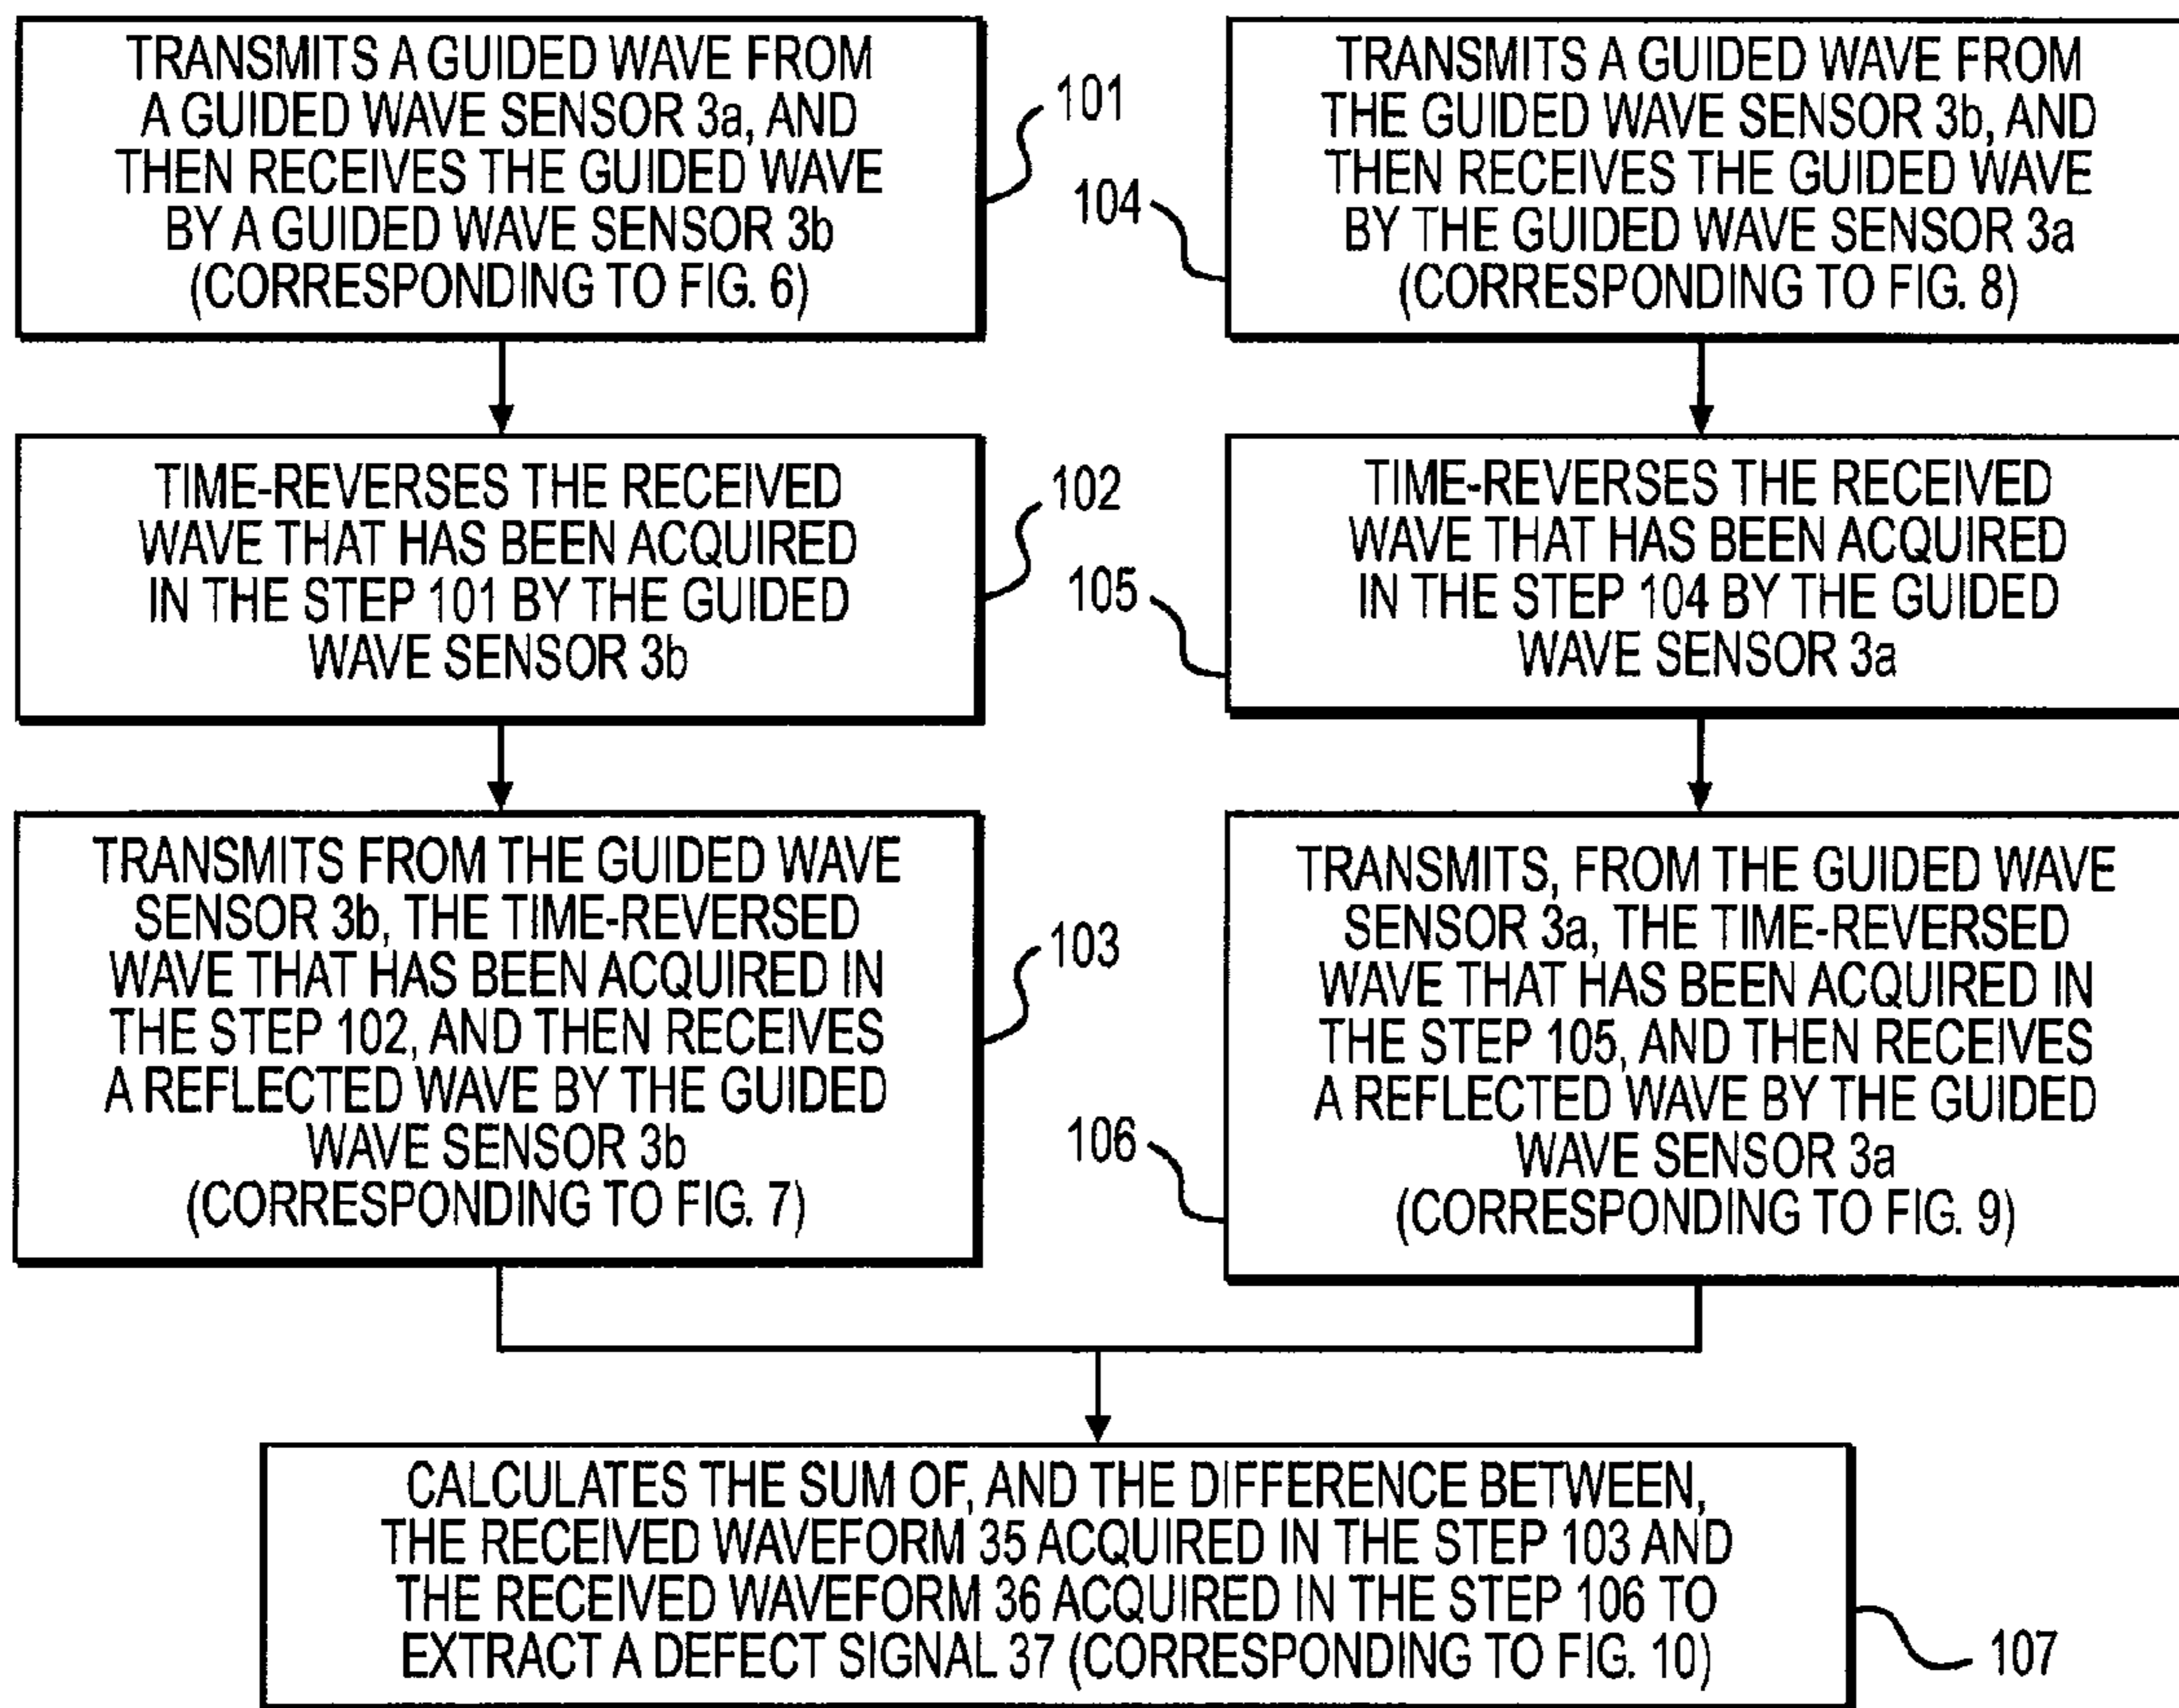 TRANSMITS A GUIDED WAVE FROM
A GUIDED WAVE SENSOR 3a, AND
THEN RECEIVES THE GUIDED WAVE
BY A GUIDED WAVE SENSOR 3b
(CORRESPONDING TO FIG. 6)
101
TIME-REVERSES THE RECEIVED
WAVE THAT HAS BEEN ACQUIRED
IN THE STEP 101 BY THE GUIDED
WAVE SENSOR 3b
102
TRANSMITS FROM THE GUIDED WAVE
SENSOR 3b, THE TIME-REVERSED
WAVE THAT HAS BEEN ACQUIRED IN
THE STEP 102, AND THEN RECEIVES
A REFLECTED WAVE BY THE GUIDED
WAVE SENSOR 3b
(CORRESPONDING TO FIG. 7)
103
TRANSMITS A GUIDED WAVE FROM
THE GUIDED WAVE SENSOR 3b, AND
THEN RECEIVES THE GUIDED WAVE
BY THE GUIDED WAVE SENSOR 3a
(CORRESPONDING TO FIG. 8)
104
TIME-REVERSES THE RECEIVED
WAVE THAT HAS BEEN ACQUIRED
IN THE STEP 104 BY THE GUIDED
WAVE SENSOR 3a
105
TRANSMITS, FROM THE GUIDED WAVE
SENSOR 3a, THE TIME-REVERSED
WAVE THAT HAS BEEN ACQUIRED IN
THE STEP 105, AND THEN RECEIVES
A REFLECTED WAVE BY THE GUIDED
WAVE SENSOR 3a
(CORRESPONDING TO FIG. 9)
106
CALCULATES THE SUM OF, AND THE DIFFERENCE BETWEEN,
THE RECEIVED WAVEFORM 35 ACQUIRED IN THE STEP 103 AND
THE RECEIVED WAVEFORM 36 ACQUIRED IN THE STEP 106 TO
EXTRACT A DEFECT SIGNAL 37 (CORRESPONDING TO FIG. 10)
107